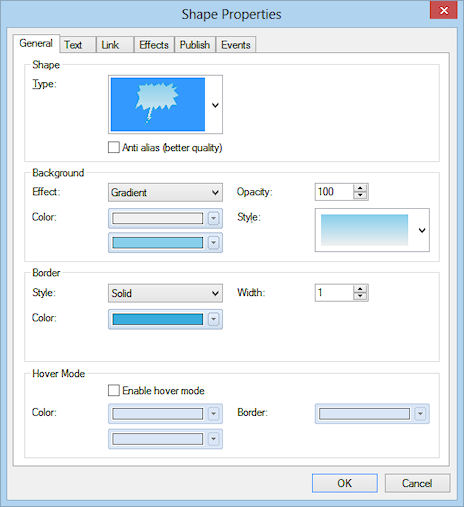 Shape Properties
General Text Link Effects Publish Events
Shape
Type:
Anti alias (better quality)
Background
Effect: Gradient Opacity: 100
Color: Style:
Border
Style: Solid Width: 1
Color:
Hover Mode
Enable hover mode
Color: Border:
OK Cancel